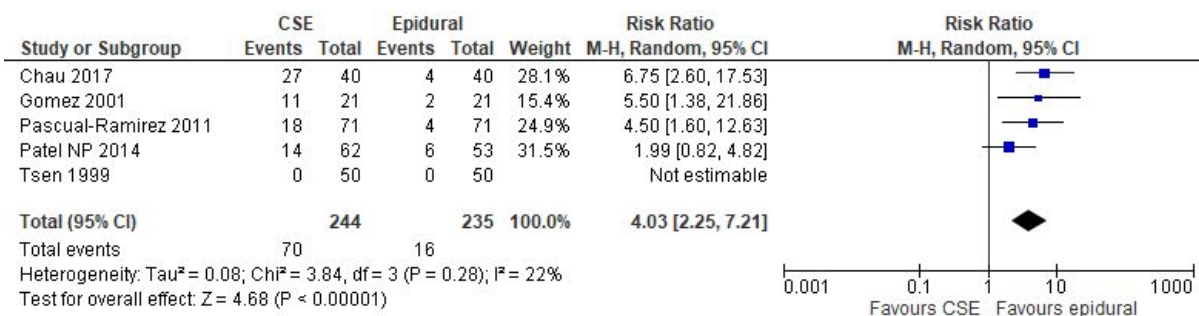 CSE Epidural Risk Ratio Risk Ratio
Study or Subgroup Events Total Events Total Weight M-H, Random, 95% CI M-H, Random, 95% CI
Chau 2017 27 40 4 40 28.1% 6.75 [2.60, 17.53]
Gomez 2001 11 21 2 21 15.4% 5.50 [1.38, 21.86]
Pascual-Ramirez 2011 18 71 4 71 24.9% 4.50 [1.60, 12.63]
Patel NP 2014 14 62 6 53 31.5% 1.99 [0.82, 4.82]
Tsen 1999 0 50 0 50 Not estimable
Total (95% CI) 244 235 100.0% 4.03 [2.25, 7.21]
Total events 70 16
Heterogeneity: Tau² = 0.08; Chi² = 3.84, df = 3 (P = 0.28); I² = 22%
Test for overall effect: Z = 4.68 (P < 0.00001)
0.001 0.1 1 10 1000
Favours CSE Favours epidural